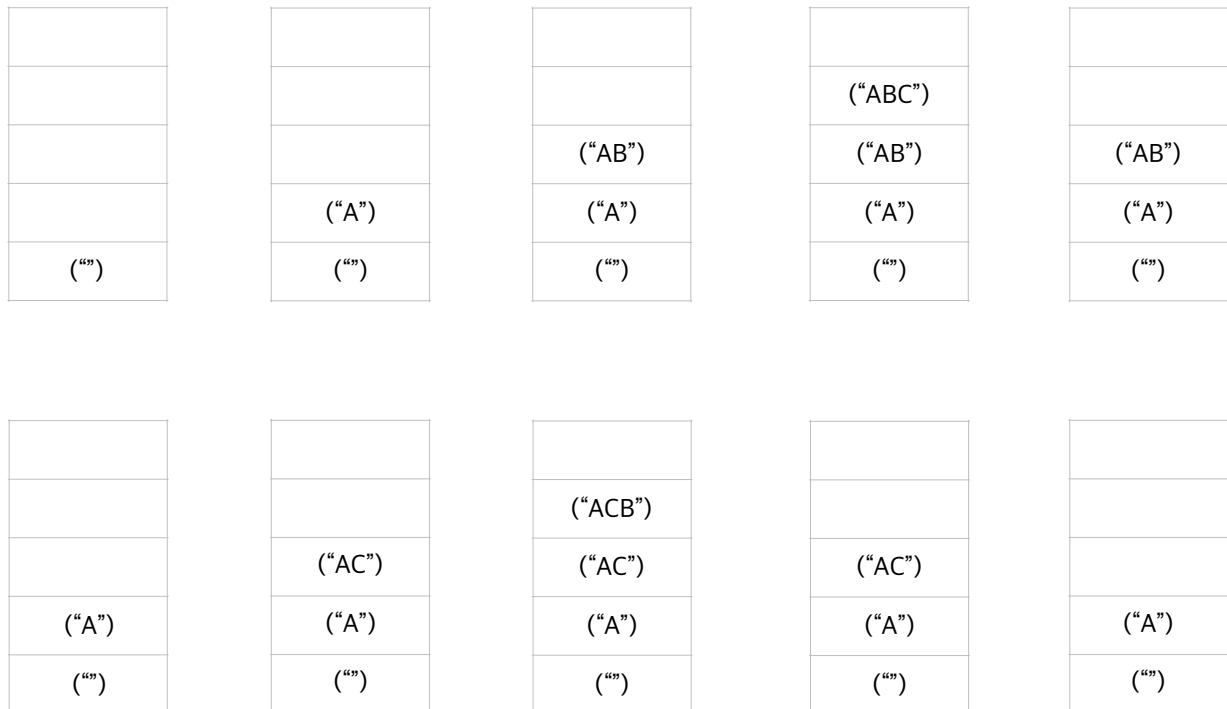 (“ABC”)
(“AB”) (“AB”) (“AB”)
(“A”) (“A”) (“A”) (“A”)
(“”) (“”) (“”) (“”) (“”)
(“ACB”)
(“AC”) (“AC”) (“AC”)
(“A”) (“A”) (“A”) (“A”) (“A”)
(“”) (“”) (“”) (“”) (“”)